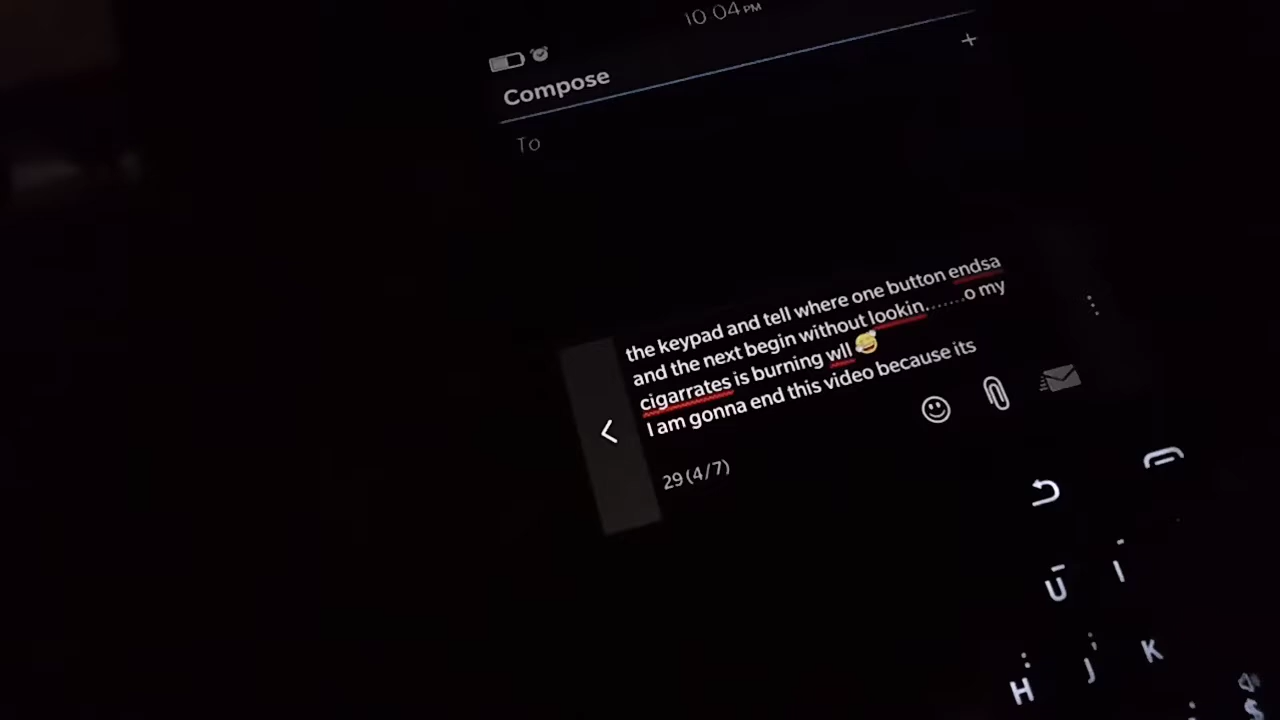 10 04 PM
Compose
+
To
the keypad and tell where one button endsa
and the next begin without lookin.......o my
cigarrates is burning wll 😅
I am gonna end this video because its
29 (4/7)
U I
H J K
$